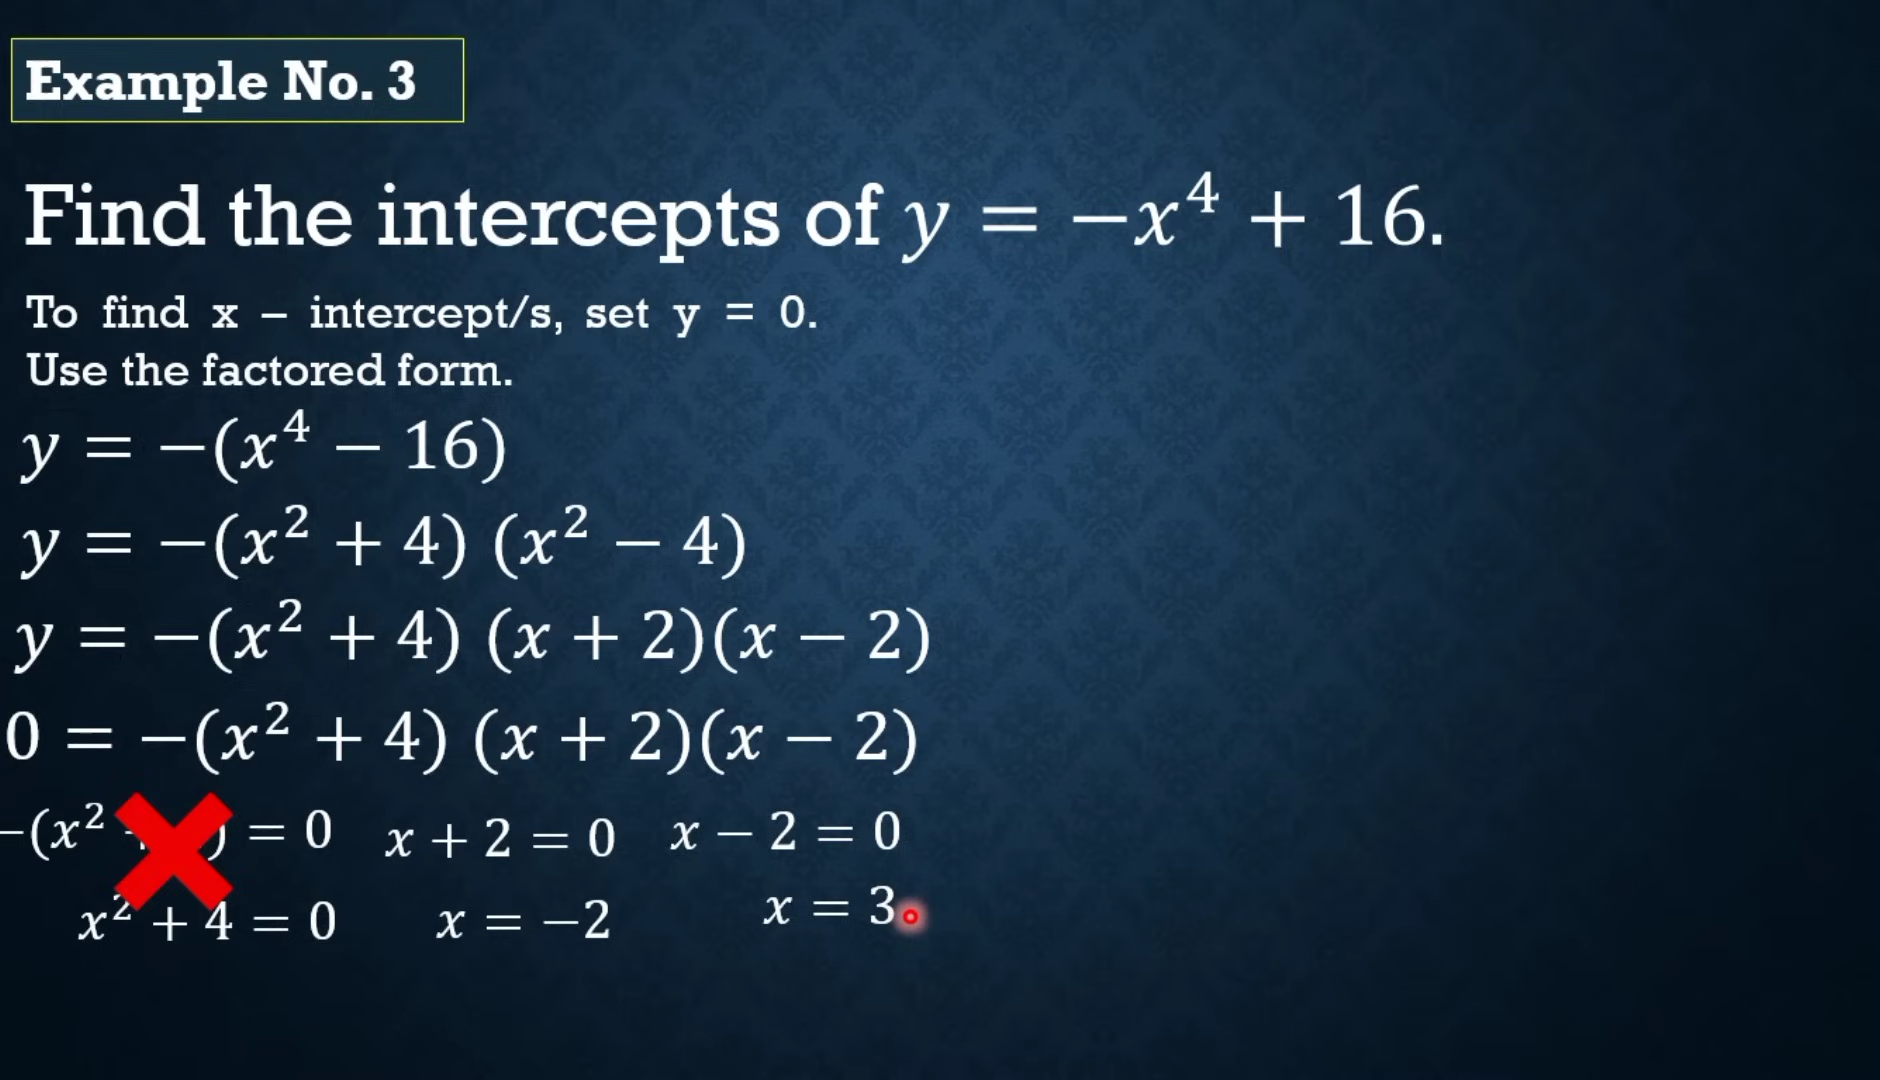 Example No. 3
Find the intercepts of y = −x⁴ + 16.
To find x – intercept/s, set y = 0.
Use the factored form.
y = −(x⁴ − 16)
y = −(x² + 4) (x² − 4)
y = −(x² + 4) (x + 2)(x − 2)
0 = −(x² + 4) (x + 2)(x − 2)
−(x² ) = 0 x + 2 = 0 x − 2 = 0
x² + 4 = 0 x = −2 x = 3